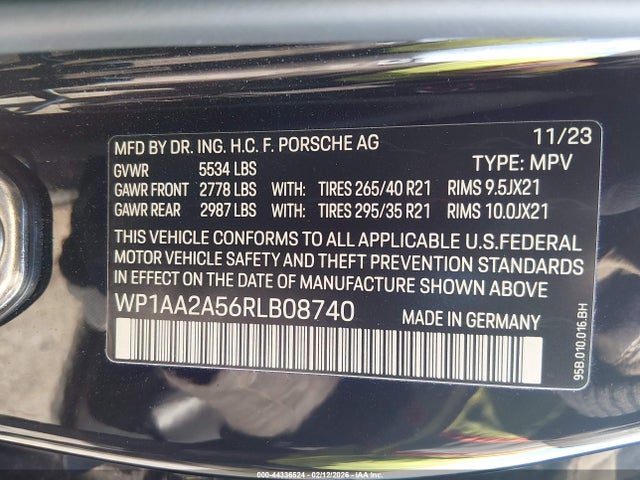 MFD BY DR. ING. H.C. F. PORSCHE AG 11/23
GVWR 5534 LBS TYPE: MPV
GAWR FRONT 2778 LBS WITH: TIRES 265/40 R21 RIMS 9.5JX21
GAWR REAR 2987 LBS WITH: TIRES 295/35 R21 RIMS 10.0JX21
THIS VEHICLE CONFORMS TO ALL APPLICABLE U.S.FEDERAL
MOTOR VEHICLE SAFETY AND THEFT PREVENTION STANDARDS
IN EFFECT ON THE DATE OF MANUFACTURE SHOWN ABOVE
WP1AA2A56RLB08740 MADE IN GERMANY
95B.010.016.BH
000-44336524 - 02/12/2026 - IAA Inc.